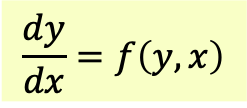 dy/dx = f(y, x)